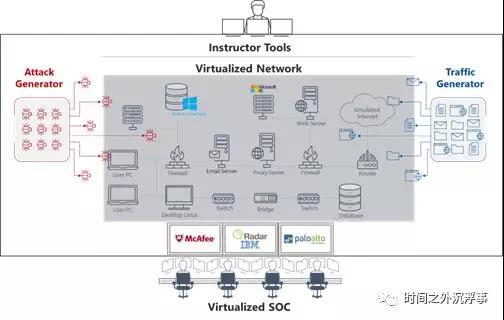 Instructor Tools
Attack
Generator
Virtualized Network
Traffic
Generator
Active Directory
Microsoft
IIS
Web Server
Simulated
Internet
User PC
Firewall
Email Server
Proxy Server
Firewall
Router
User PC
Desktop Linux
Switch
Bridge
Switch
Database
McAfee
Radar
IBM
paloalto
Virtualized SOC
时间之外沉浮事